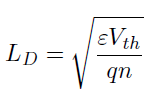 $L_D = \sqrt{\frac{\varepsilon V_{th}}{qn}}$